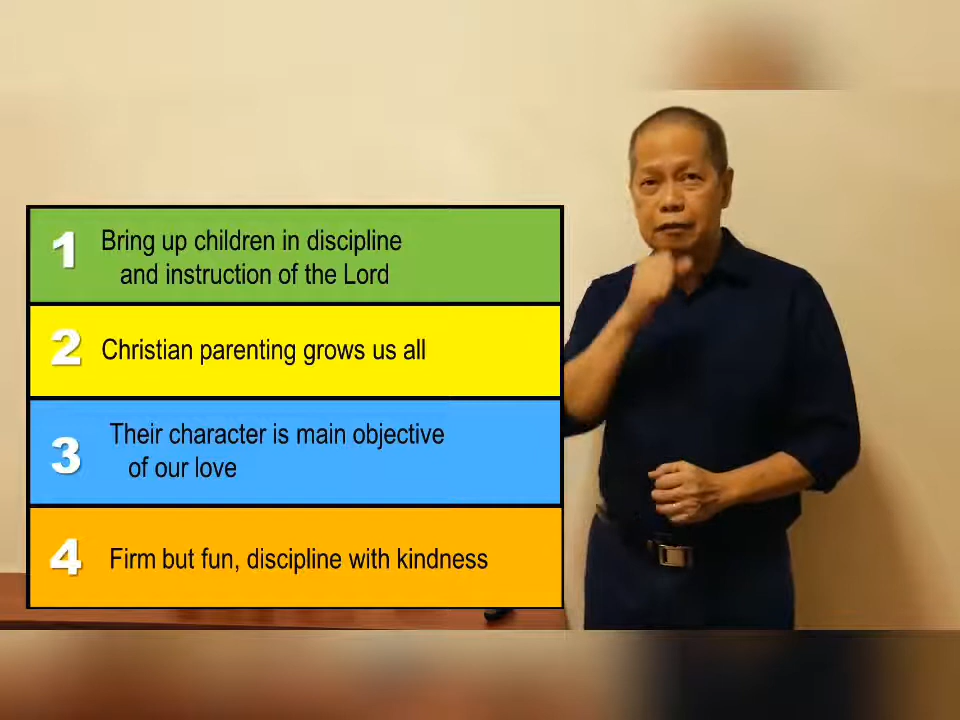 1 Bring up children in discipline
and instruction of the Lord
2 Christian parenting grows us all
3 Their character is main objective
of our love
4 Firm but fun, discipline with kindness